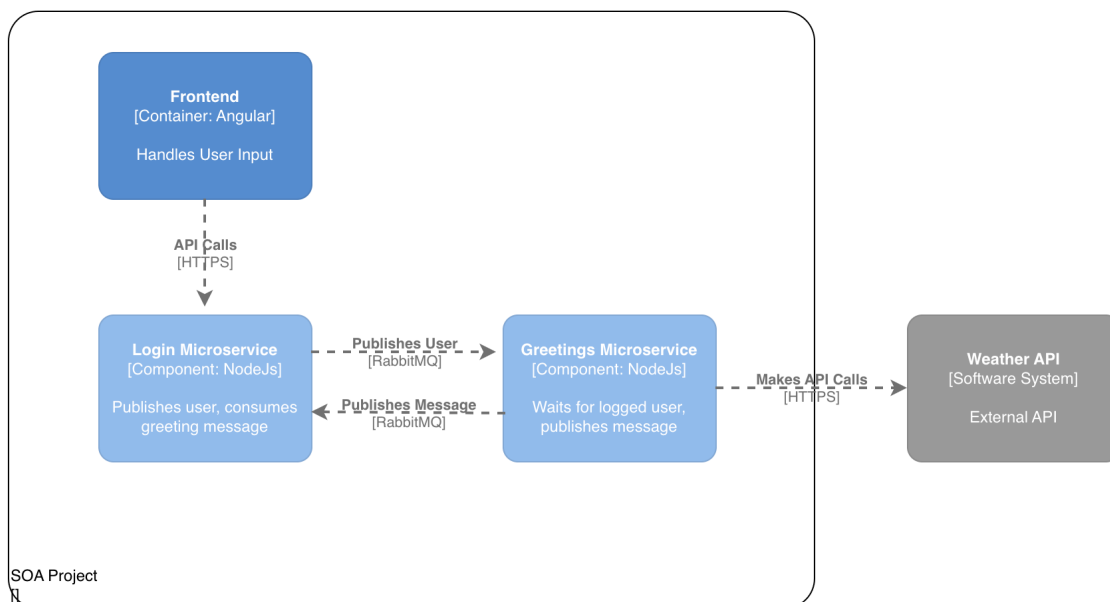 Frontend
[Container: Angular]
Handles User Input
API Calls
[HTTPS]
Login Microservice
[Component: NodeJs]
Publishes user, consumes
greeting message
Publishes User
[RabbitMQ]
Publishes Message
[RabbitMQ]
Greetings Microservice
[Component: NodeJs]
Waits for logged user,
publishes message
Makes API Calls
[HTTPS]
Weather API
[Software System]
External API
SOA Project
[]